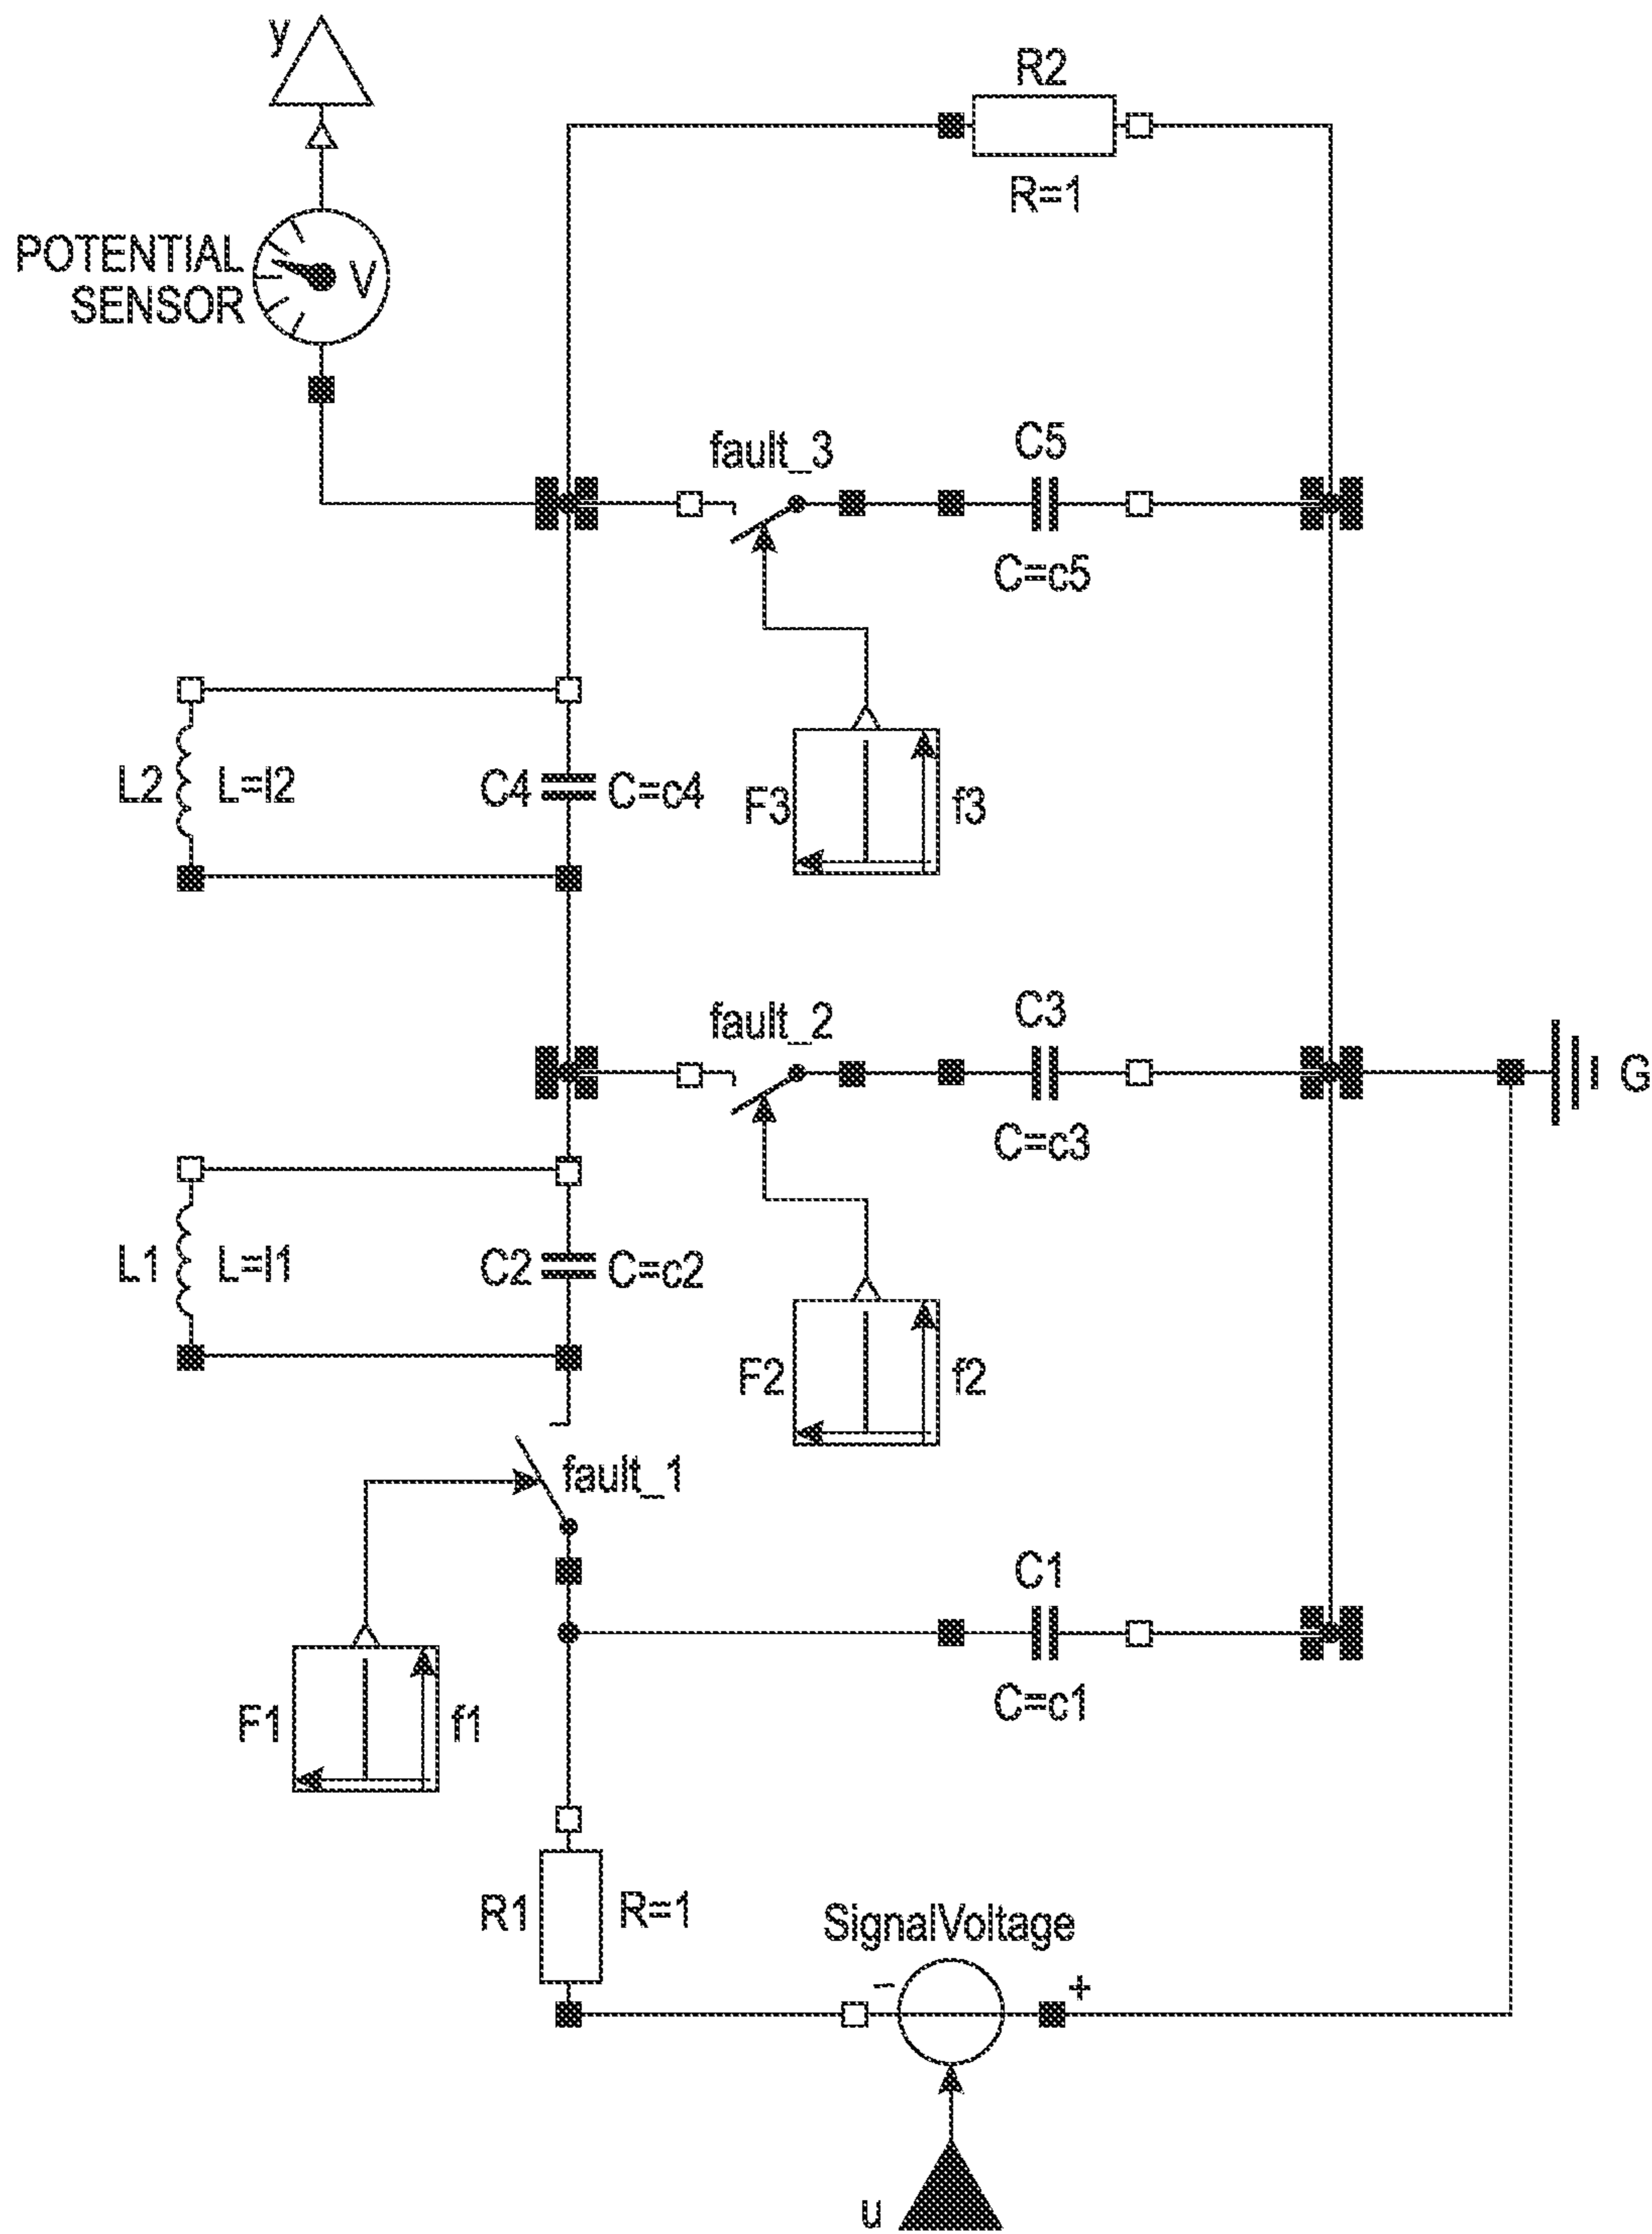 y
R2
R=1
POTENTIAL
SENSOR
V
fault_3
C5
C=c5
L2
L=l2
C4
C=c4
F3
f3
fault_2
C3
C=c3
G
L1
L=l1
C2
C=c2
F2
f2
fault_1
C1
C=c1
F1
f1
R1
R=1
SignalVoltage
− +
u